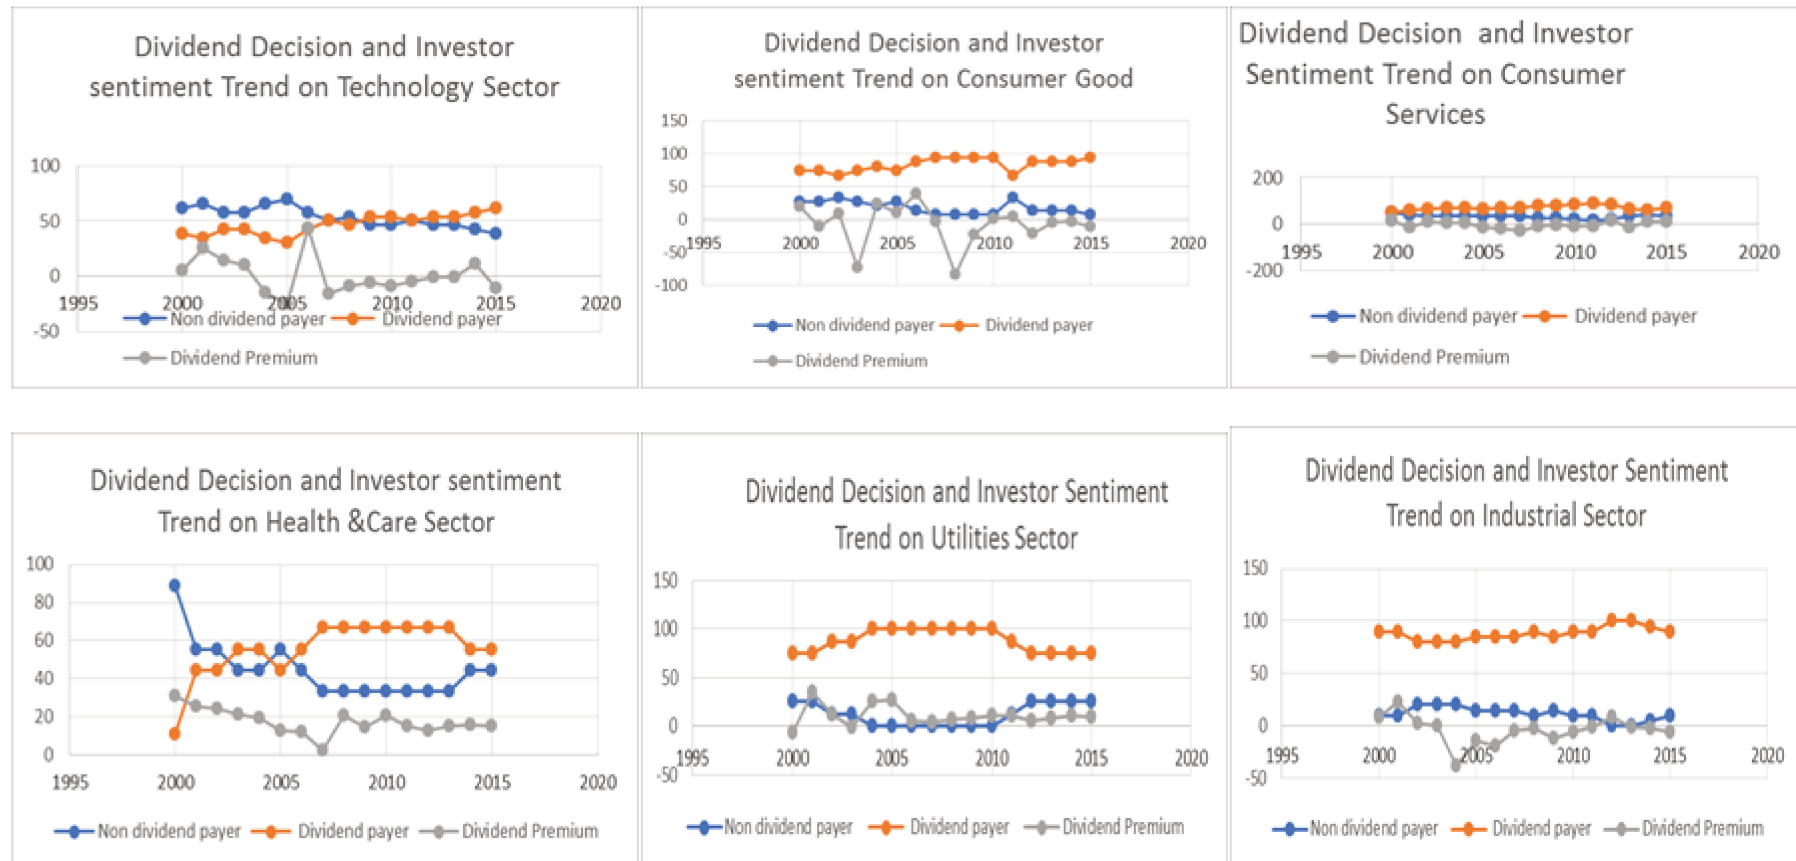 Dividend Decision and Investor
sentiment Trend on Technology Sector
100
50
0
-50
1995
2000
2005
2010
2015
2020
Non dividend payer
Dividend payer
Dividend Premium
Dividend Decision and Investor
sentiment Trend on Consumer Good
150
100
50
0
-50
-100
1995
2000
2005
2010
2015
2020
Non dividend payer
Dividend payer
Dividend Premium
Dividend Decision and Investor
Sentiment Trend on Consumer
Services
200
0
-200
1995
2000
2005
2010
2015
2020
Non dividend payer
Dividend payer
Dividend Premium
Dividend Decision and Investor sentiment
Trend on Health &Care Sector
100
80
60
40
20
0
1995
2000
2005
2010
2015
2020
Non dividend payer
Dividend payer
Dividend Premium
Dividend Decision and Investor Sentiment
Trend on Utilities Sector
150
100
50
0
-50
1995
2000
2005
2010
2015
2020
Non dividend payer
Dividend payer
Dividend Premium
Dividend Decision and Investor Sentiment
Trend on Industrial Sector
150
100
50
0
-50
1995
2000
2005
2010
2015
2020
Non dividend payer
Dividend payer
Dividend Premium